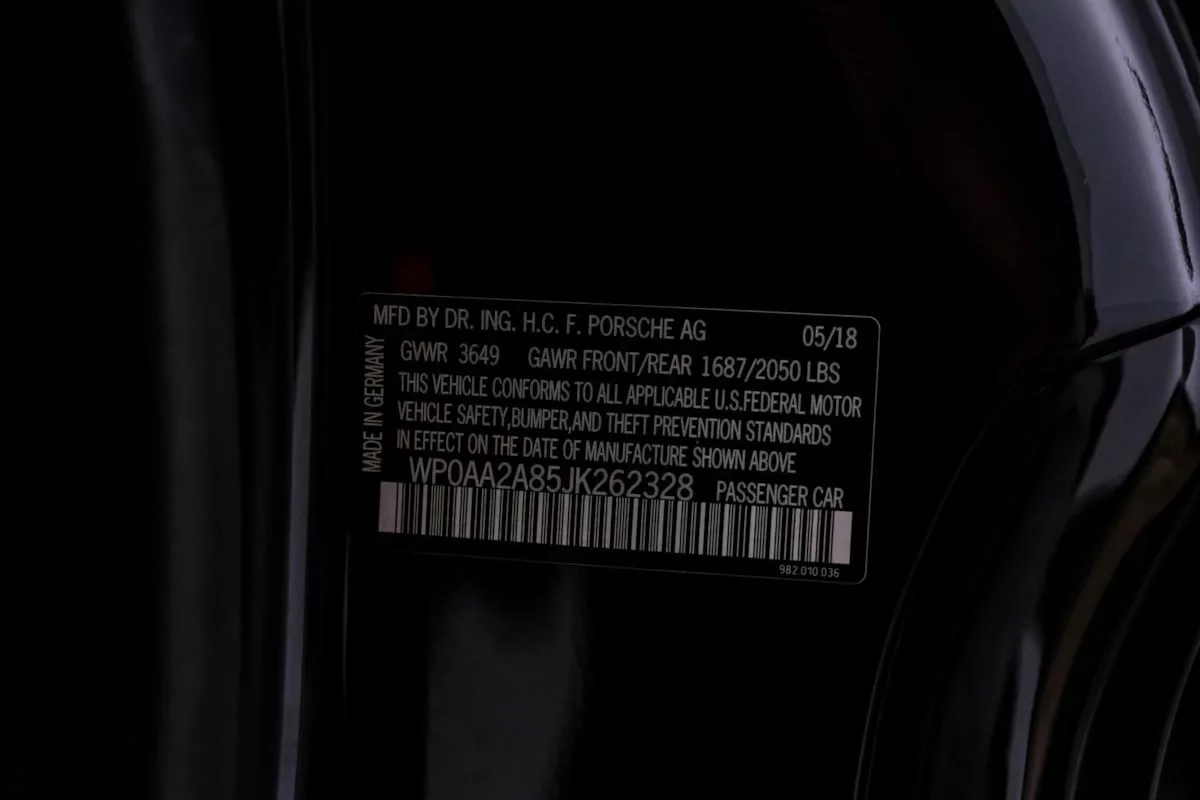 MFD BY DR. ING. H.C. F. PORSCHE AG 05/18
GVWR 3649 GAWR FRONT/REAR 1687/2050 LBS
THIS VEHICLE CONFORMS TO ALL APPLICABLE U.S.FEDERAL MOTOR
VEHICLE SAFETY,BUMPER,AND THEFT PREVENTION STANDARDS
IN EFFECT ON THE DATE OF MANUFACTURE SHOWN ABOVE
WP0AA2A85JK262328 PASSENGER CAR
982.010.036
MADE IN GERMANY